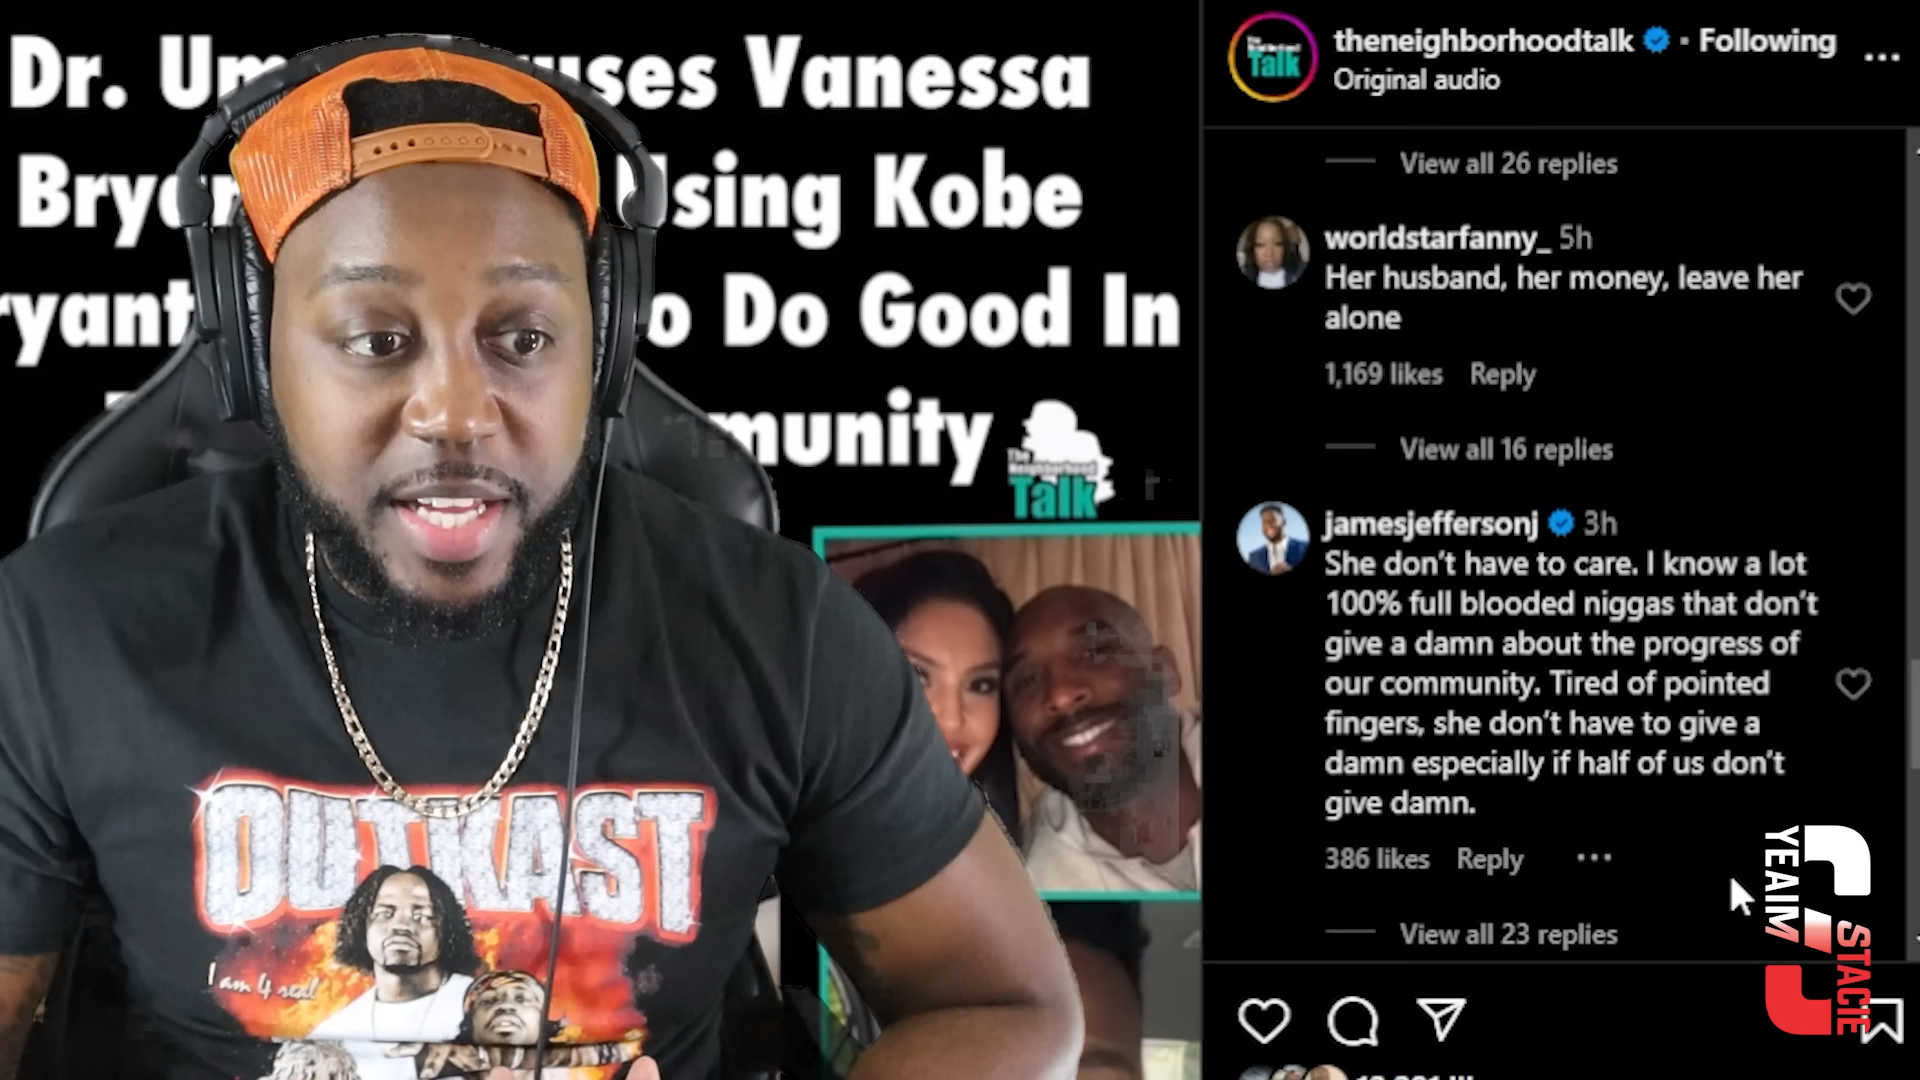 Dr. Um uses Vanessa
Brya Using Kobe
ryant o Do Good In
mmunity
The
Neighborhood
Talk
OUTKAST
I am 4 real
Talk
theneighborhoodtalk · Following
Original audio
View all 26 replies
worldstarfanny_ 5h
Her husband, her money, leave her
alone
1,169 likes Reply
View all 16 replies
jamesjeffersonj 3h
She don't have to care. I know a lot
100% full blooded niggas that don't
give a damn about the progress of
our community. Tired of pointed
fingers, she don't have to give a
damn especially if half of us don't
give damn.
386 likes Reply
View all 23 replies
YEAIM
STACIE